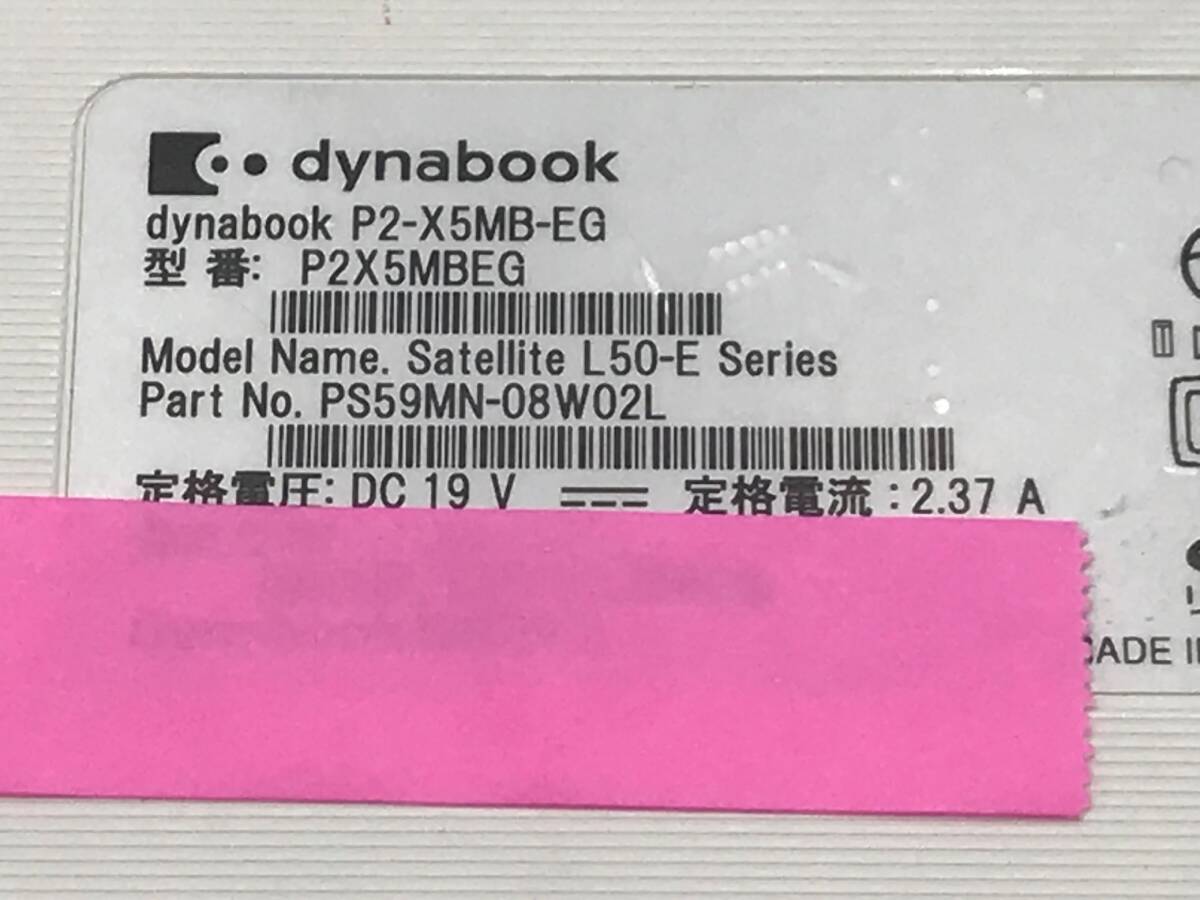 dynabook
dynabook P2-X5MB-EG
型 番: P2X5MBEG
Model Name. Satellite L50-E Series
Part No. PS59MN-08W02L
定格電圧: DC 19 V 定格電流 : 2.37 A